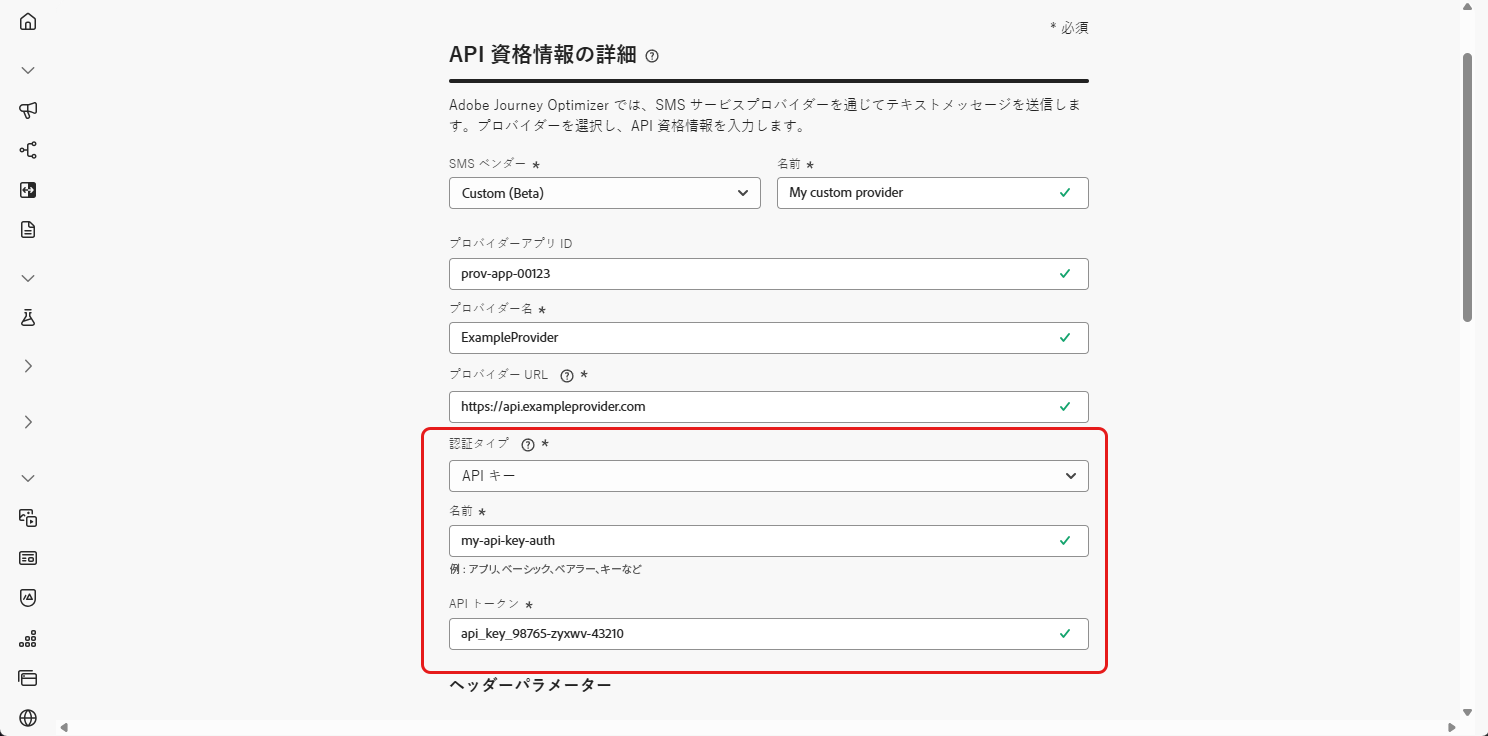 * 必須
API 資格情報の詳細
Adobe Journey Optimizer では、SMS サービスプロバイダーを通じてテキストメッセージを送信しま
す。プロバイダーを選択し、API 資格情報を入力します。
SMS ベンダー *
名前 *
Custom (Beta)
My custom provider
プロバイダーアプリ ID
prov-app-00123
プロバイダー名 *
ExampleProvider
プロバイダー URL *
https://api.exampleprovider.com
認証タイプ *
API キー
名前 *
my-api-key-auth
例 : アプリ、ベーシック、ベアラー、キーなど
API トークン *
api_key_98765-zyxwv-43210
ヘッダーパラメーター